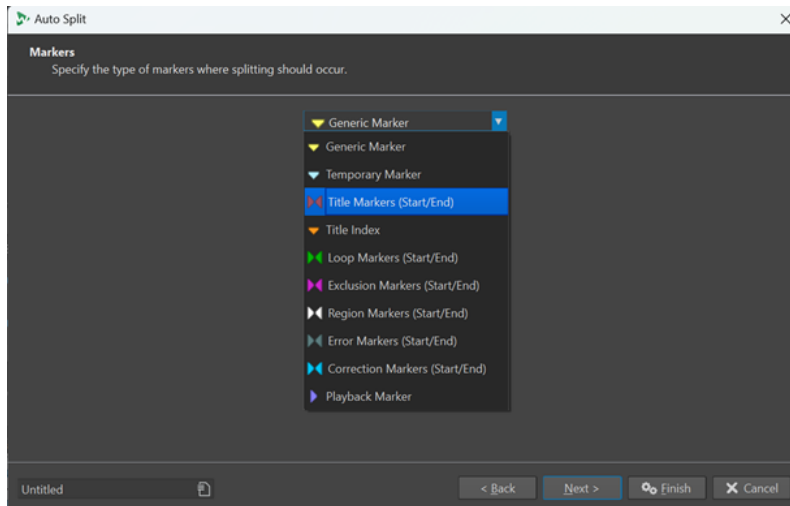 Auto Split
Markers
Specify the type of markers where splitting should occur.
Generic Marker
Generic Marker
Temporary Marker
Title Markers (Start/End)
Title Index
Loop Markers (Start/End)
Exclusion Markers (Start/End)
Region Markers (Start/End)
Error Markers (Start/End)
Correction Markers (Start/End)
Playback Marker
Untitled
< Back
Next >
Finish
Cancel